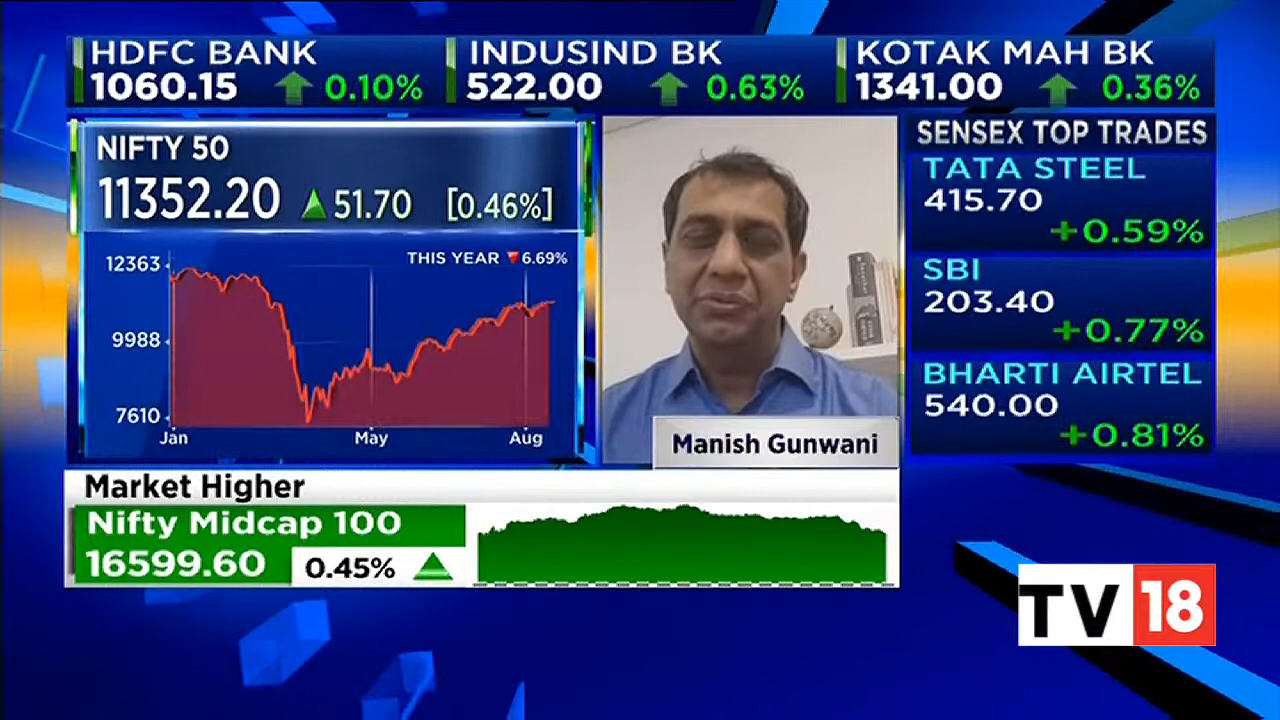 HDFC BANK
1060.15 0.10%
INDUSIND BK
522.00 0.63%
KOTAK MAH BK
1341.00 0.36%
NIFTY 50
11352.20 51.70 [0.46%]
THIS YEAR 6.69%
12363
9988
7610
Jan May Aug
Manish Gunwani
SENSEX TOP TRADES
TATA STEEL
415.70
+0.59%
SBI
203.40
+0.77%
BHARTI AIRTEL
540.00
+0.81%
Market Higher
Nifty Midcap 100
16599.60 0.45%
TV 18